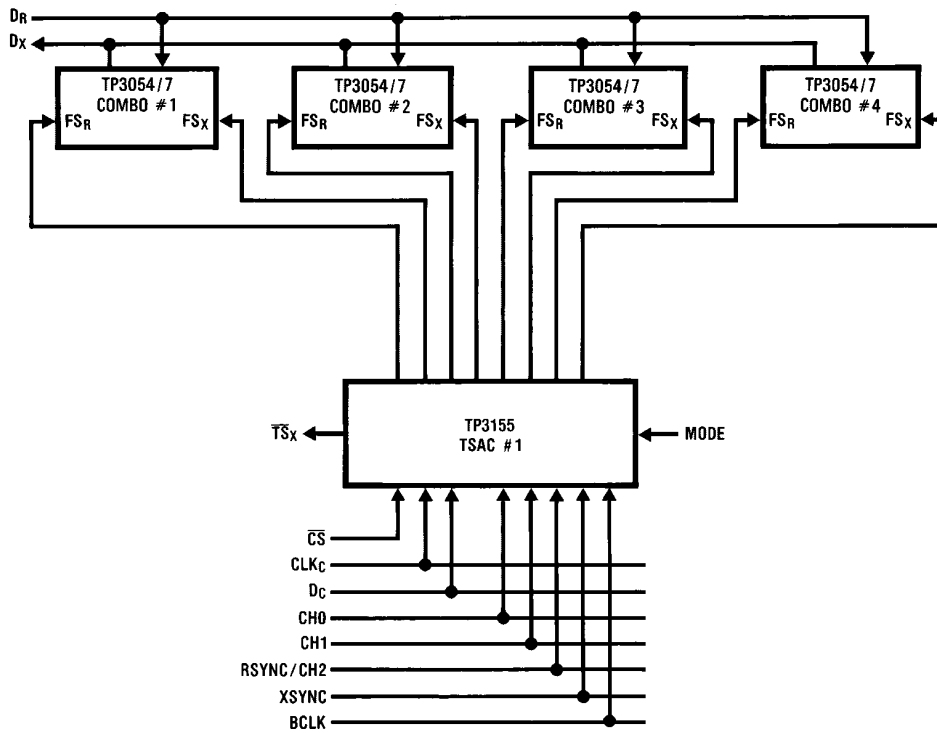 DR
DX
TP3054/7
COMBO #1
FSR
FSX
TP3054/7
COMBO #2
FSR
FSX
TP3054/7
COMBO #3
FSR
FSX
TP3054/7
COMBO #4
FSR
FSX
T̅S̅X
TP3155
TSAC #1
MODE
C̅S̅
CLKC
DC
CH0
CH1
RSYNC/CH2
XSYNC
BCLK